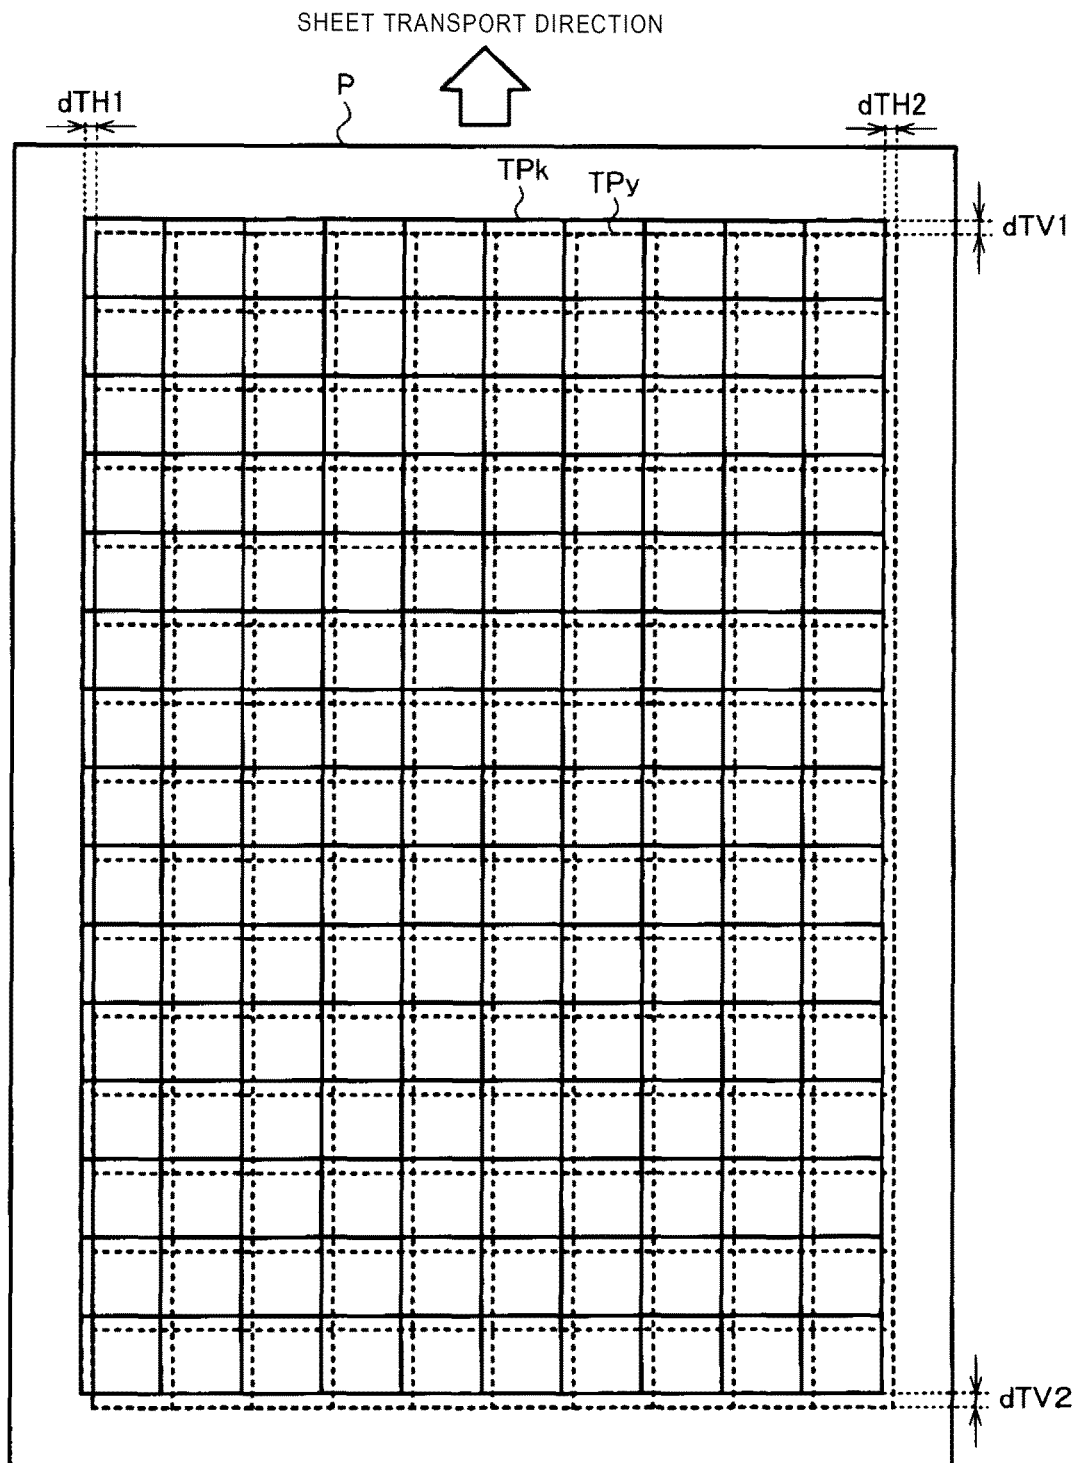 SHEET TRANSPORT DIRECTION
dTH1
P
dTH2
TPk
TPy
dTV1
dTV2